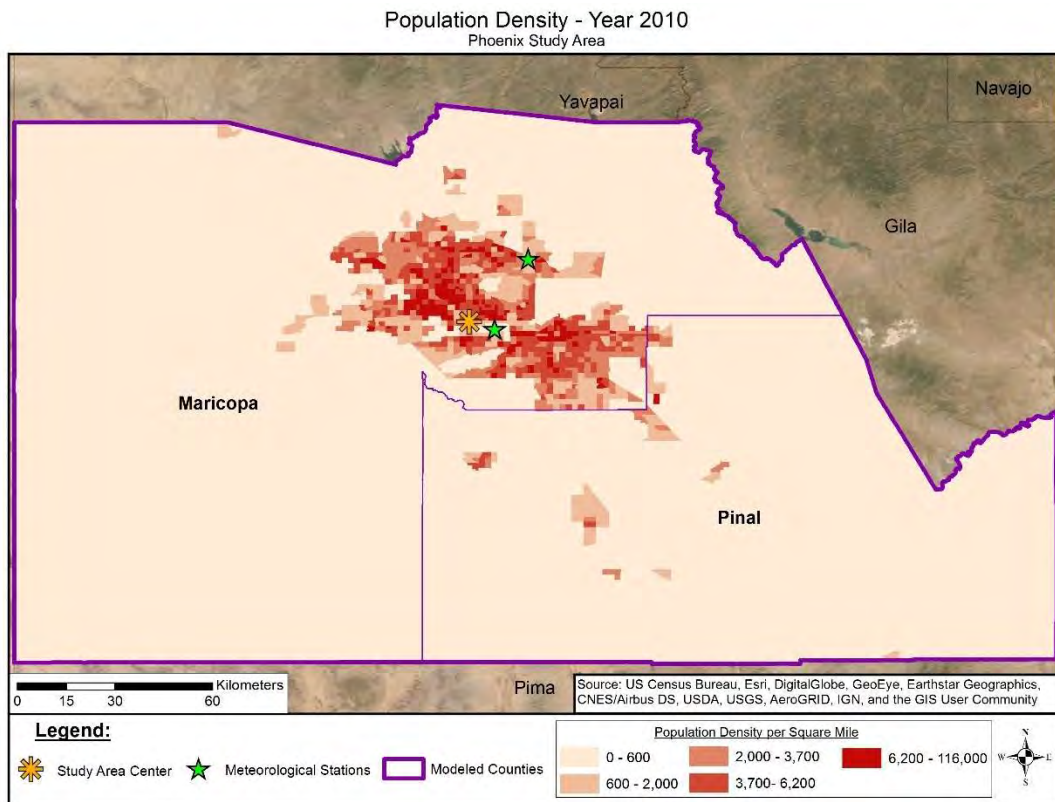 Population Density - Year 2010
Phoenix Study Area
Navajo
Yavapai
Gila
Maricopa
Pinal
Kilometers
0 15 30 60
Pima
Source: US Census Bureau, Esri, DigitalGlobe, GeoEye, Earthstar Geographics,
CNES/Airbus DS, USDA, USGS, AeroGRID, IGN, and the GIS User Community
Legend:
Study Area Center
Meteorological Stations
Modeled Counties
Population Density per Square Mile
0 - 600
2,000 - 3,700
6,200 - 116,000
600 - 2,000
3,700- 6,200
N
W E
S